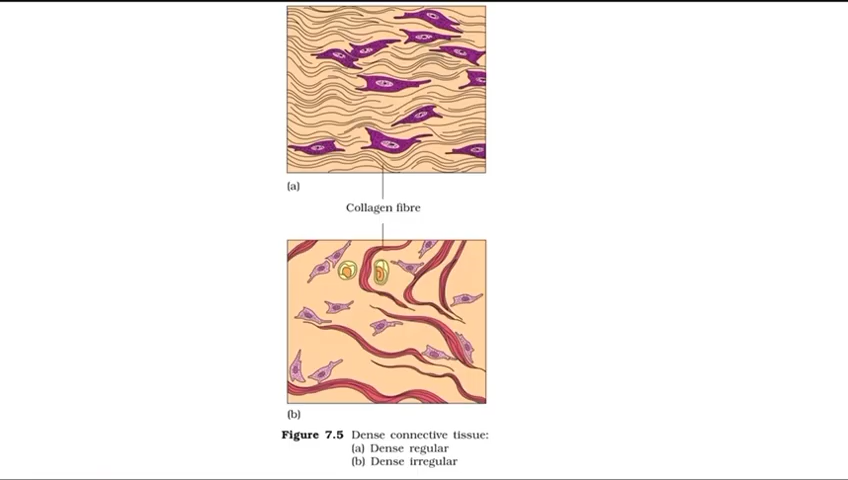 (a)
Collagen fibre
(b)
Figure 7.5 Dense connective tissue:
(a) Dense regular
(b) Dense irregular